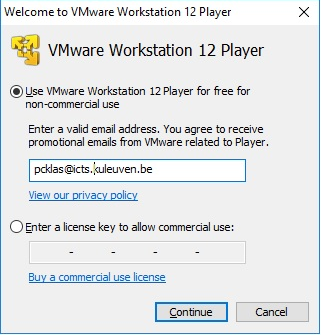 Welcome to VMware Workstation 12 Player
VMware Workstation 12 Player
Use VMware Workstation 12 Player for free for
non-commercial use
Enter a valid email address. You agree to receive
promotional emails from VMware related to Player.
pcklas@icts.kuleuven.be
View our privacy policy
Enter a license key to allow commercial use:
- - - -
Buy a commercial use license
Continue
Cancel